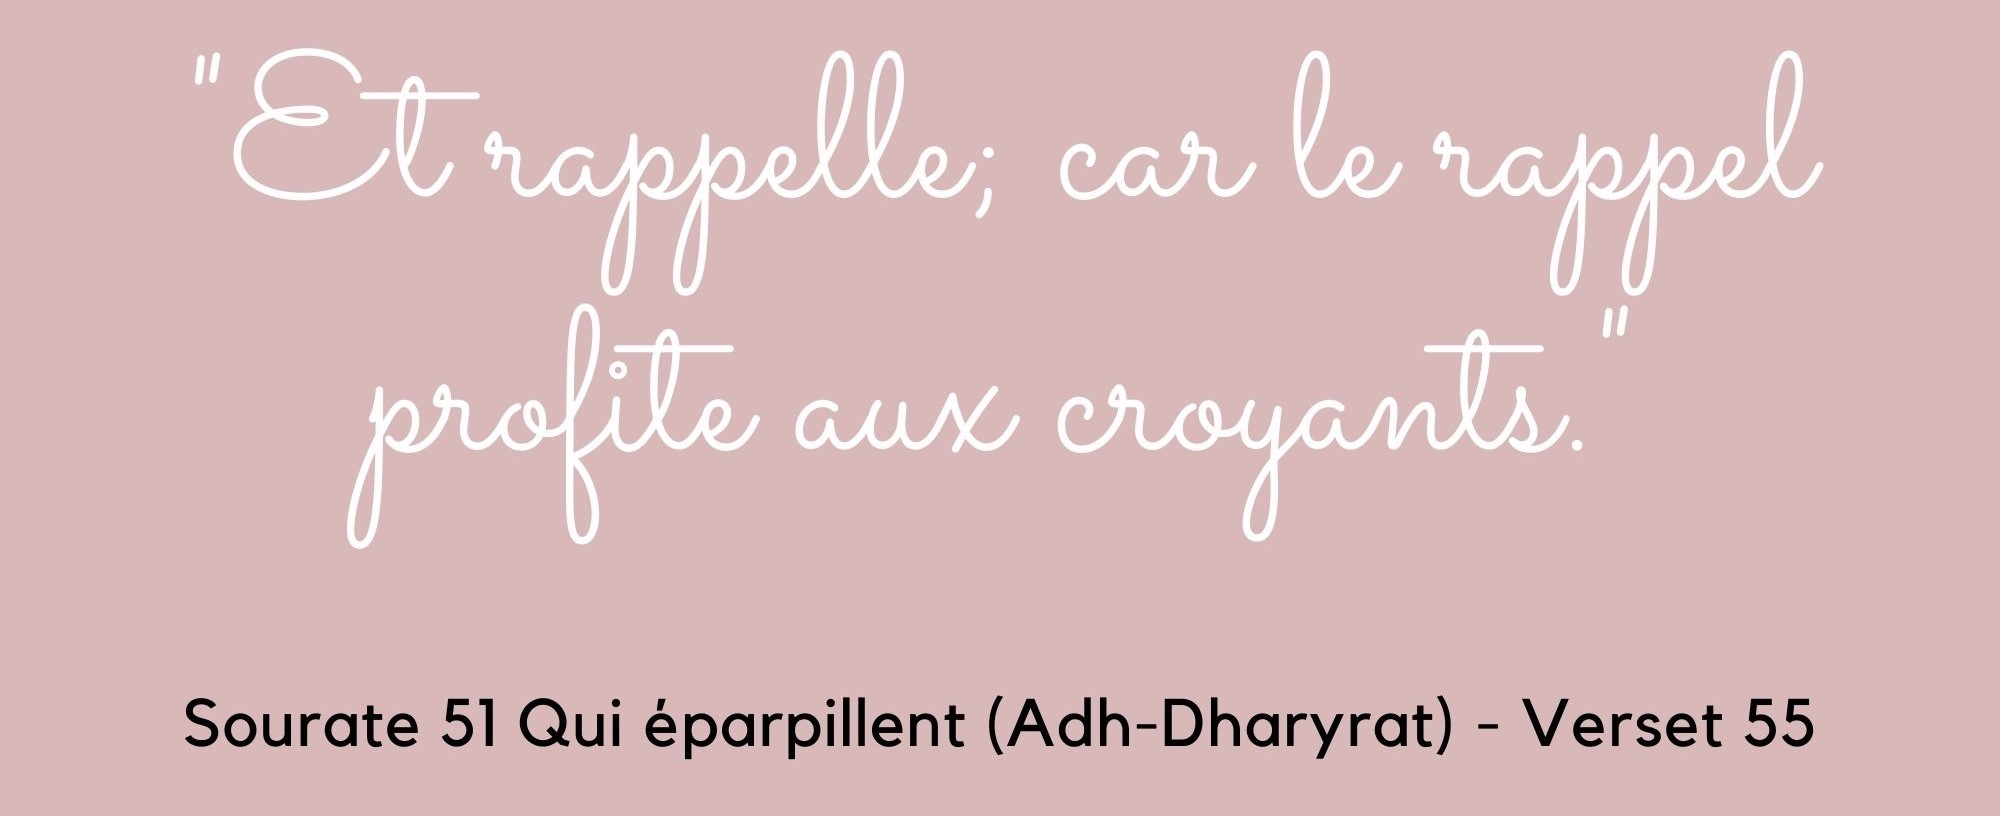 "Et rappelle; car le rappel
profite aux croyants."
Sourate 51 Qui éparpillent (Adh-Dharyrat) - Verset 55